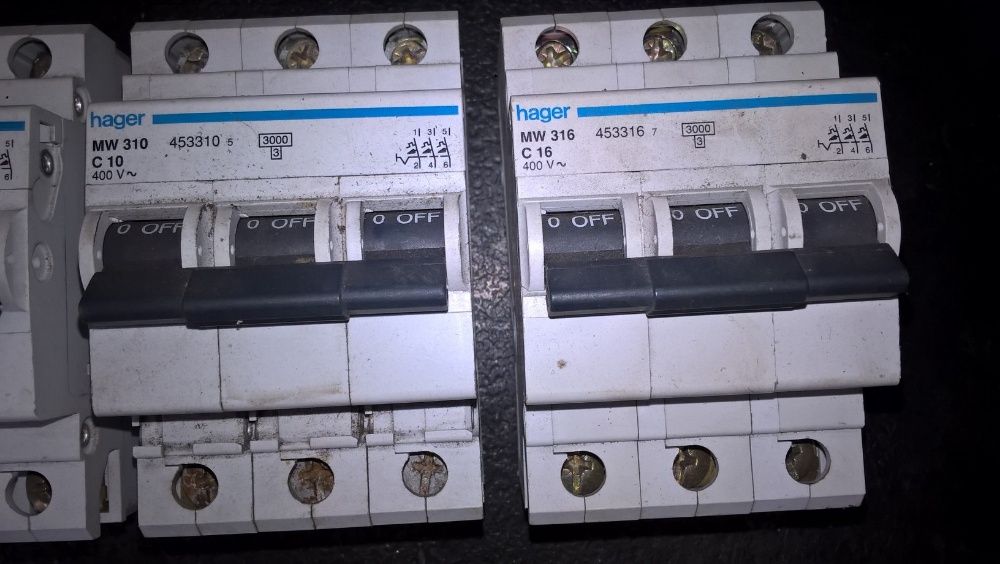 5
6
hager
MW 310 453310 5 3000
C 10 3
400 V~
1 3 5
2 4 6
0 OFF 0 OFF 0 OFF
hager
MW 316 453316 7 3000
C 16 3
400 V~
1 3 5
2 4 6
0 OFF 0 OFF 0 OFF